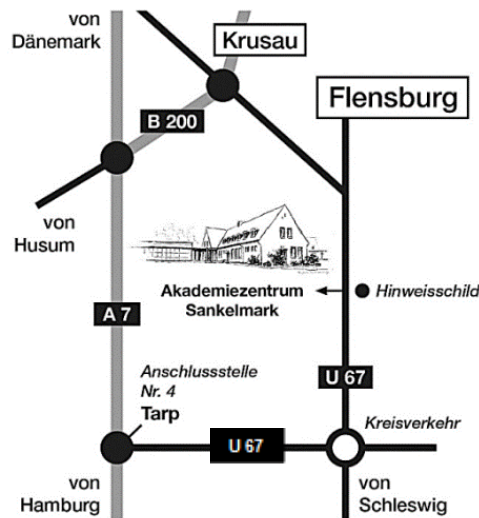 von
Dänemark
Krusau
Flensburg
B 200
von
Husum
Akademiezentrum
Sankelmark
Hinweisschild
A 7
U 67
Anschlussstelle
Nr. 4
Tarp
Kreisverkehr
U 67
von
Hamburg
von
Schleswig